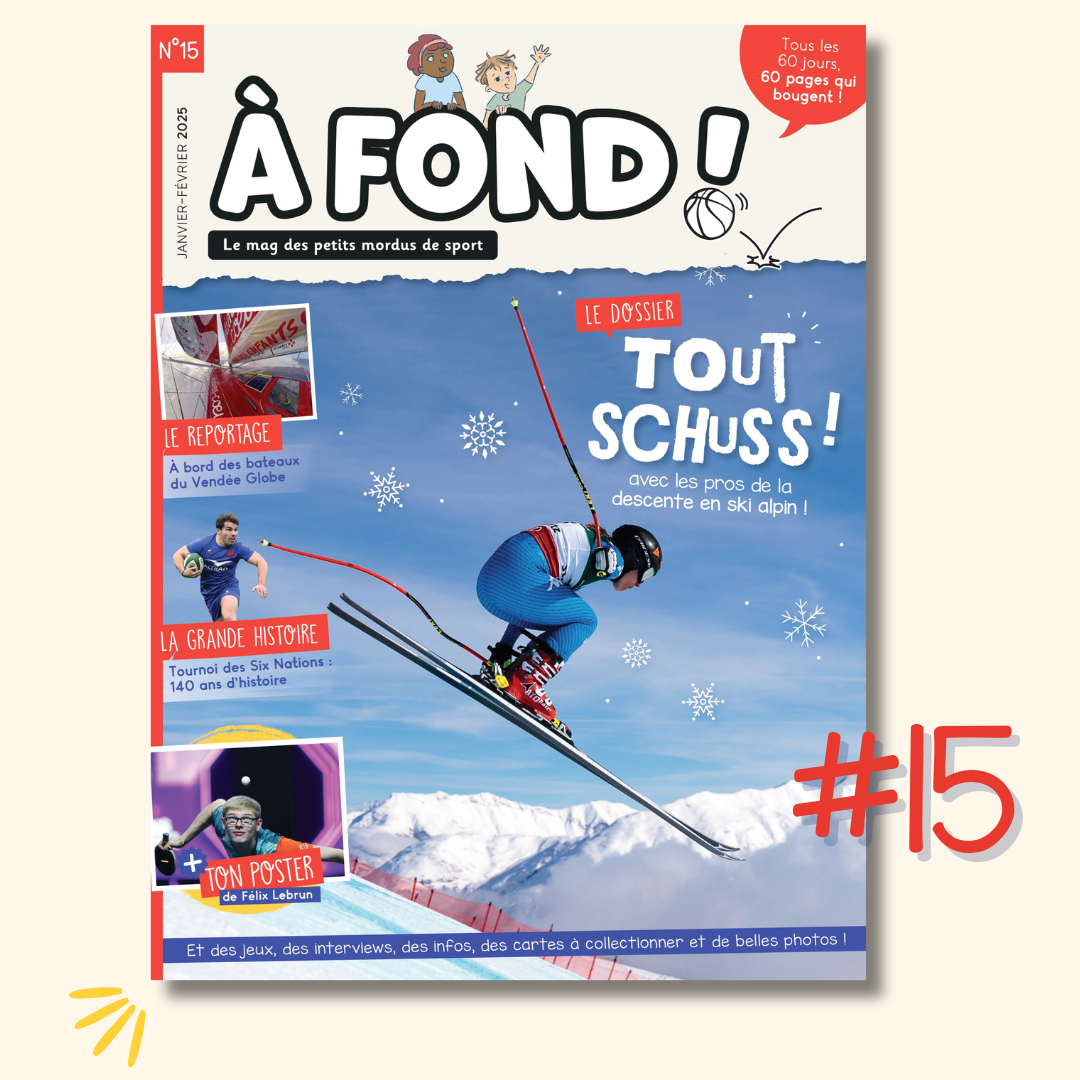 N°15
JANVIER-FÉVRIER 2025
Tous les
60 jours,
60 pages qui
bougent !
À FOND !
Le mag des petits mordus de sport
LE DOSSIER
TOUT
SCHUSS !
avec les pros de la
descente en ski alpin !
ENFANTS
LE REPORTAGE
À bord des bateaux
du Vendée Globe
LA GRANDE HISTOIRE
Tournoi des Six Nations :
140 ans d'histoire
+ TON POSTER
de Félix Lebrun
#15
Et des jeux, des interviews, des infos, des cartes à collectionner et de belles photos !